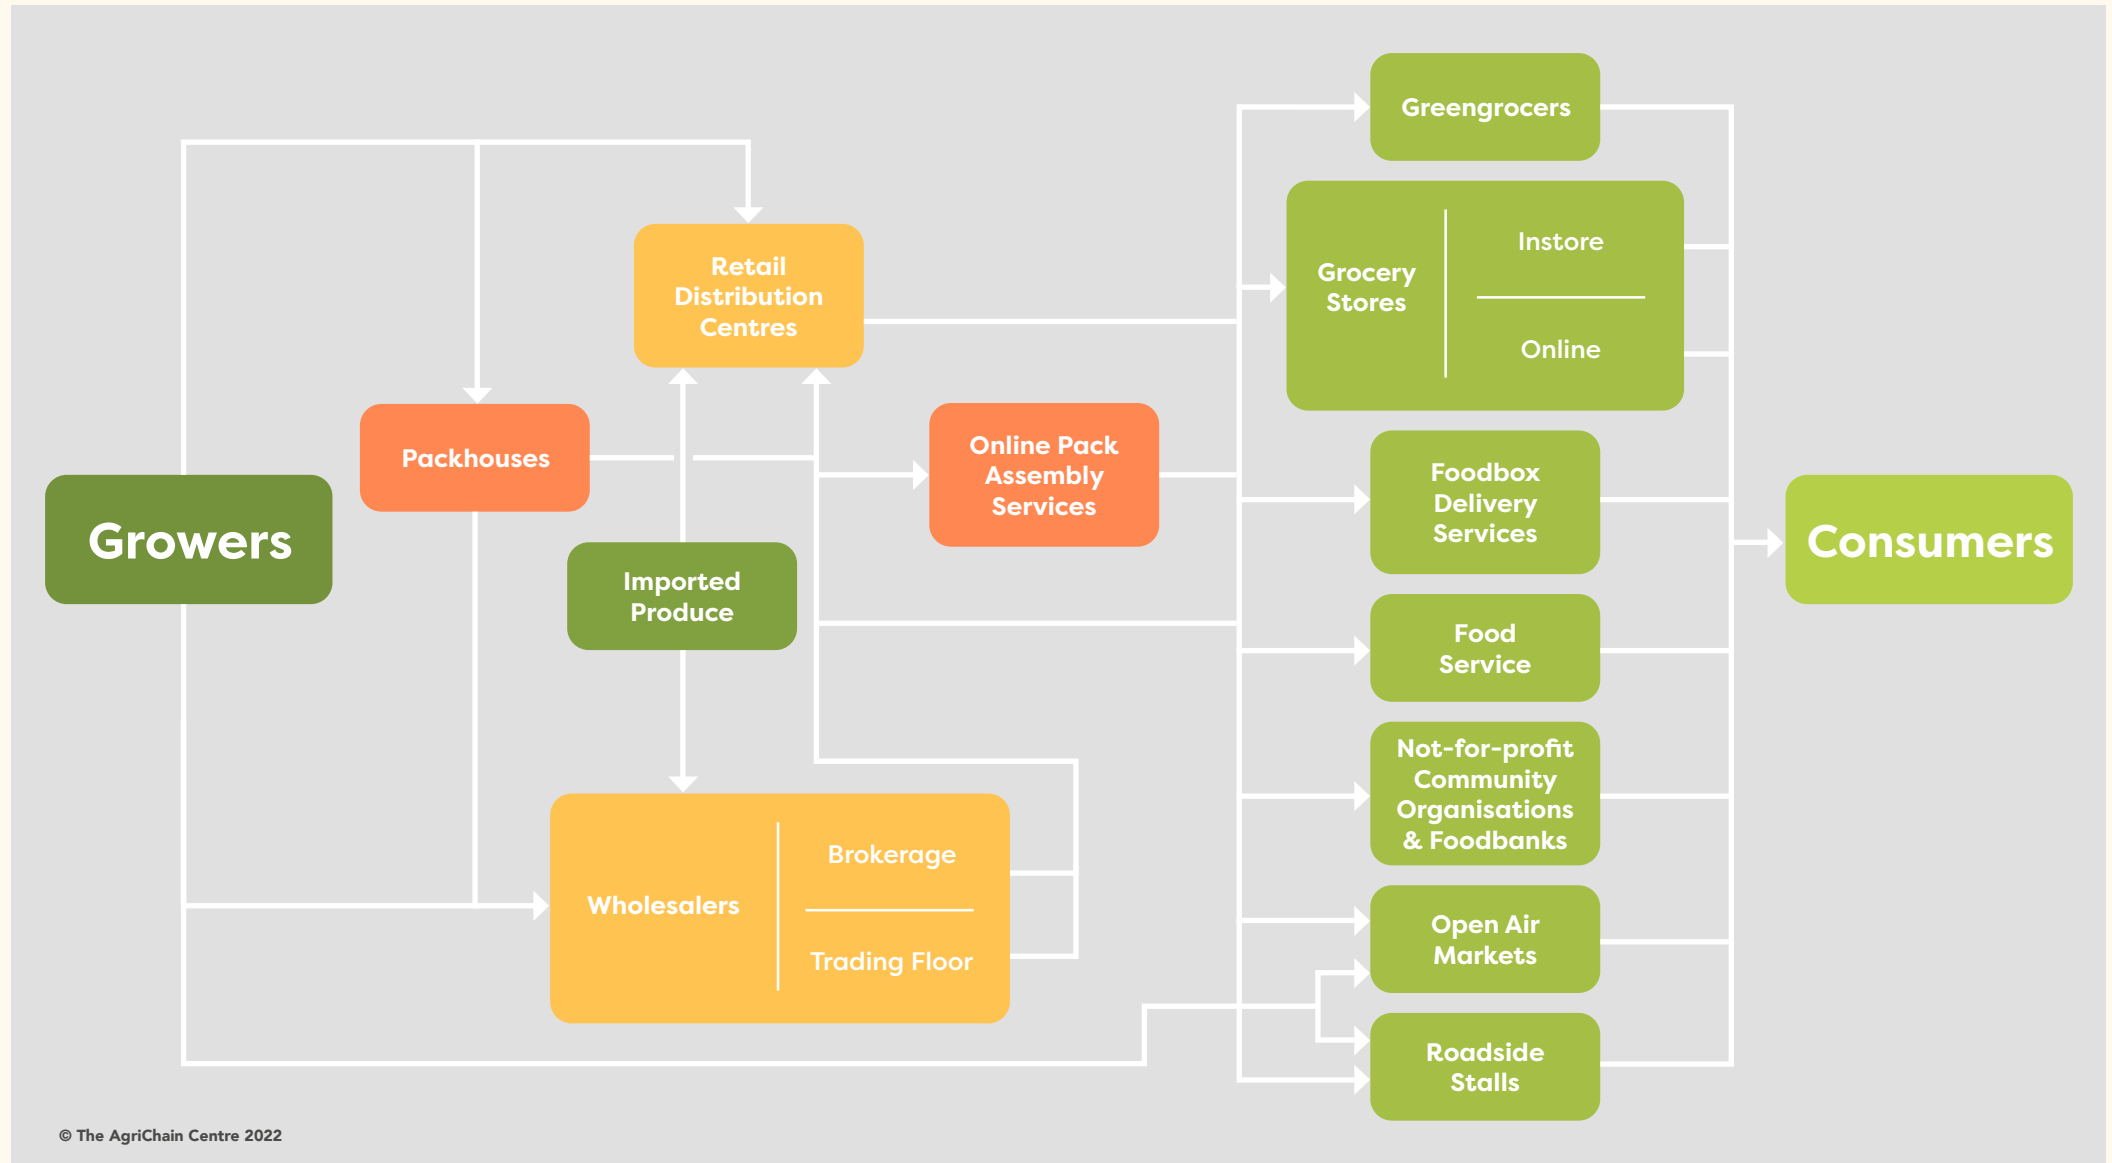 Growers
Packhouses
Retail
Distribution
Centres
Imported
Produce
Wholesalers
Brokerage
Trading Floor
Online Pack
Assembly
Services
Greengrocers
Grocery
Stores
Instore
Online
Foodbox
Delivery
Services
Food
Service
Not-for-profit
Community
Organisations
& Foodbanks
Open Air
Markets
Roadside
Stalls
Consumers
© The AgriChain Centre 2022